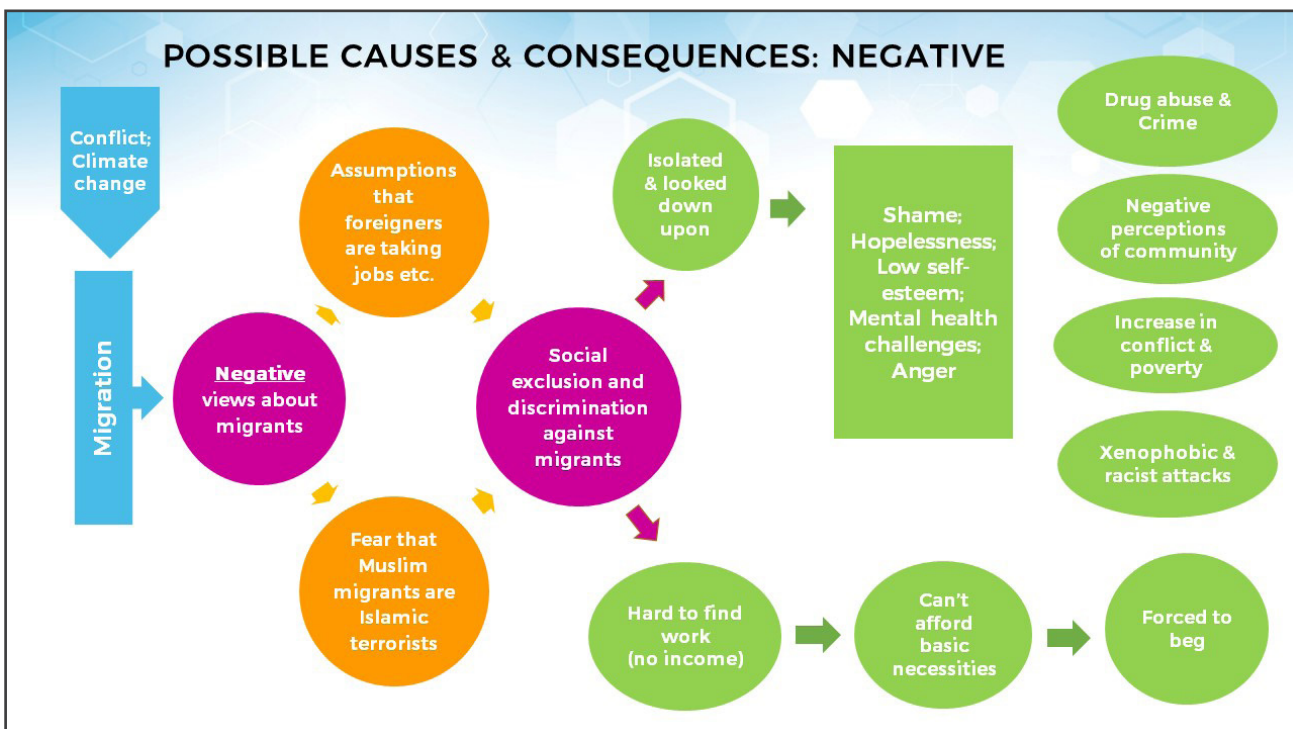 POSSIBLE CAUSES & CONSEQUENCES: NEGATIVE
Conflict;
Climate
change
Migration
Negative
views about
migrants
Assumptions
that
foreigners
are taking
jobs etc.
Fear that
Muslim
migrants are
Islamic
terrorists
Social
exclusion and
discrimination
against
migrants
Isolated
& looked
down
upon
Shame;
Hopelessness;
Low self-
esteem;
Mental health
challenges;
Anger
Drug abuse &
Crime
Negative
perceptions
of community
Increase in
conflict &
poverty
Xenophobic &
racist attacks
Hard to find
work
(no income)
Can't
afford
basic
necessities
Forced to
beg